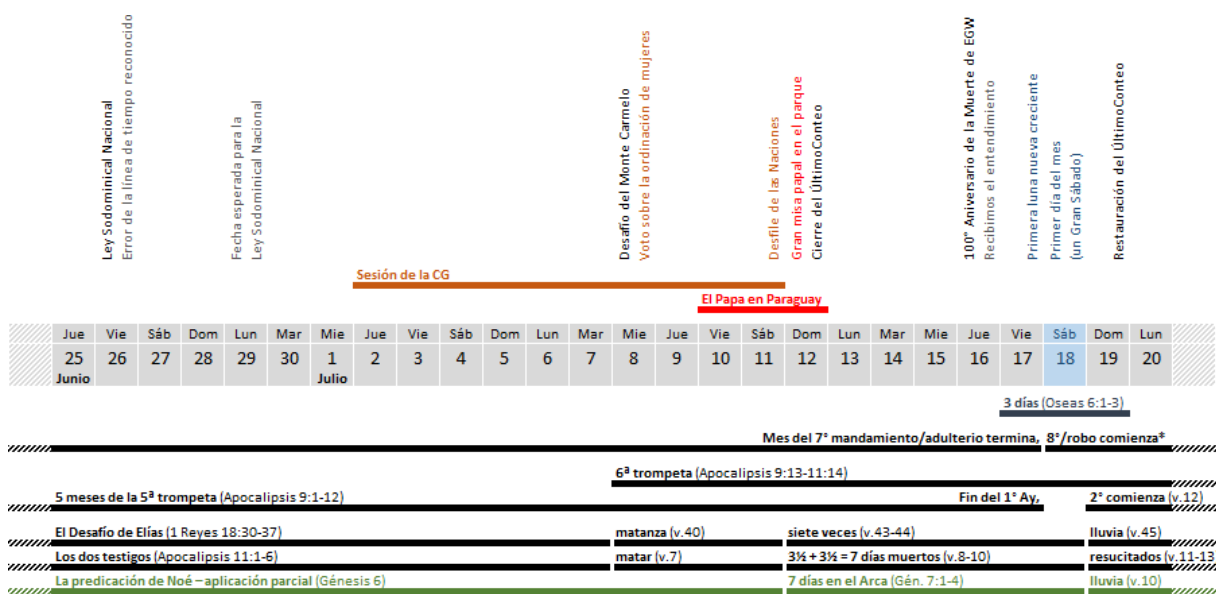 Ley Sodominical Nacional
Error de la línea de tiempo reconocido
Fecha esperada para la
Ley Sodominical Nacional
Desafío del Monte Carmelo
Voto sobre la ordinación de mujeres
Desfile de las Naciones
Gran misa papal en el parque
Cierre del ÚltimoConteo
100° Aniversario de la Muerte de EGW
Recibimos el entendimiento
Primera luna nueva creciente
Primer día del mes
(un Gran Sábado)
Restauración del ÚltimoConteo
Sesión de la CG
El Papa en Paraguay
Jue Vie Sáb Dom Lun Mar Mie Jue Vie Sáb Dom Lun Mar Mie Jue Vie Sáb Dom Lun Mar Mie Jue Vie Sáb Dom Lun
25 26 27 28 29 30 1 2 3 4 5 6 7 8 9 10 11 12 13 14 15 16 17 18 19 20
Junio Julio
3 días (Oseas 6:1-3)
Mes del 7° mandamiento/adulterio termina, 8°/robo comienza*
6ª trompeta (Apocalipsis 9:13-11:14)
5 meses de la 5ª trompeta (Apocalipsis 9:1-12) Fin del 1° Ay, 2° comienza (v.12)
El Desafío de Elías (1 Reyes 18:30-37) matanza (v.40) siete veces (v.43-44) lluvia (v.45)
Los dos testigos (Apocalipsis 11:1-6) matar (v.7) 3½ + 3½ = 7 días muertos (v.8-10) resucitados (v.11-13
La predicación de Noé – aplicación parcial (Génesis 6) 7 días en el Arca (Gén. 7:1-4) lluvia (v.10)